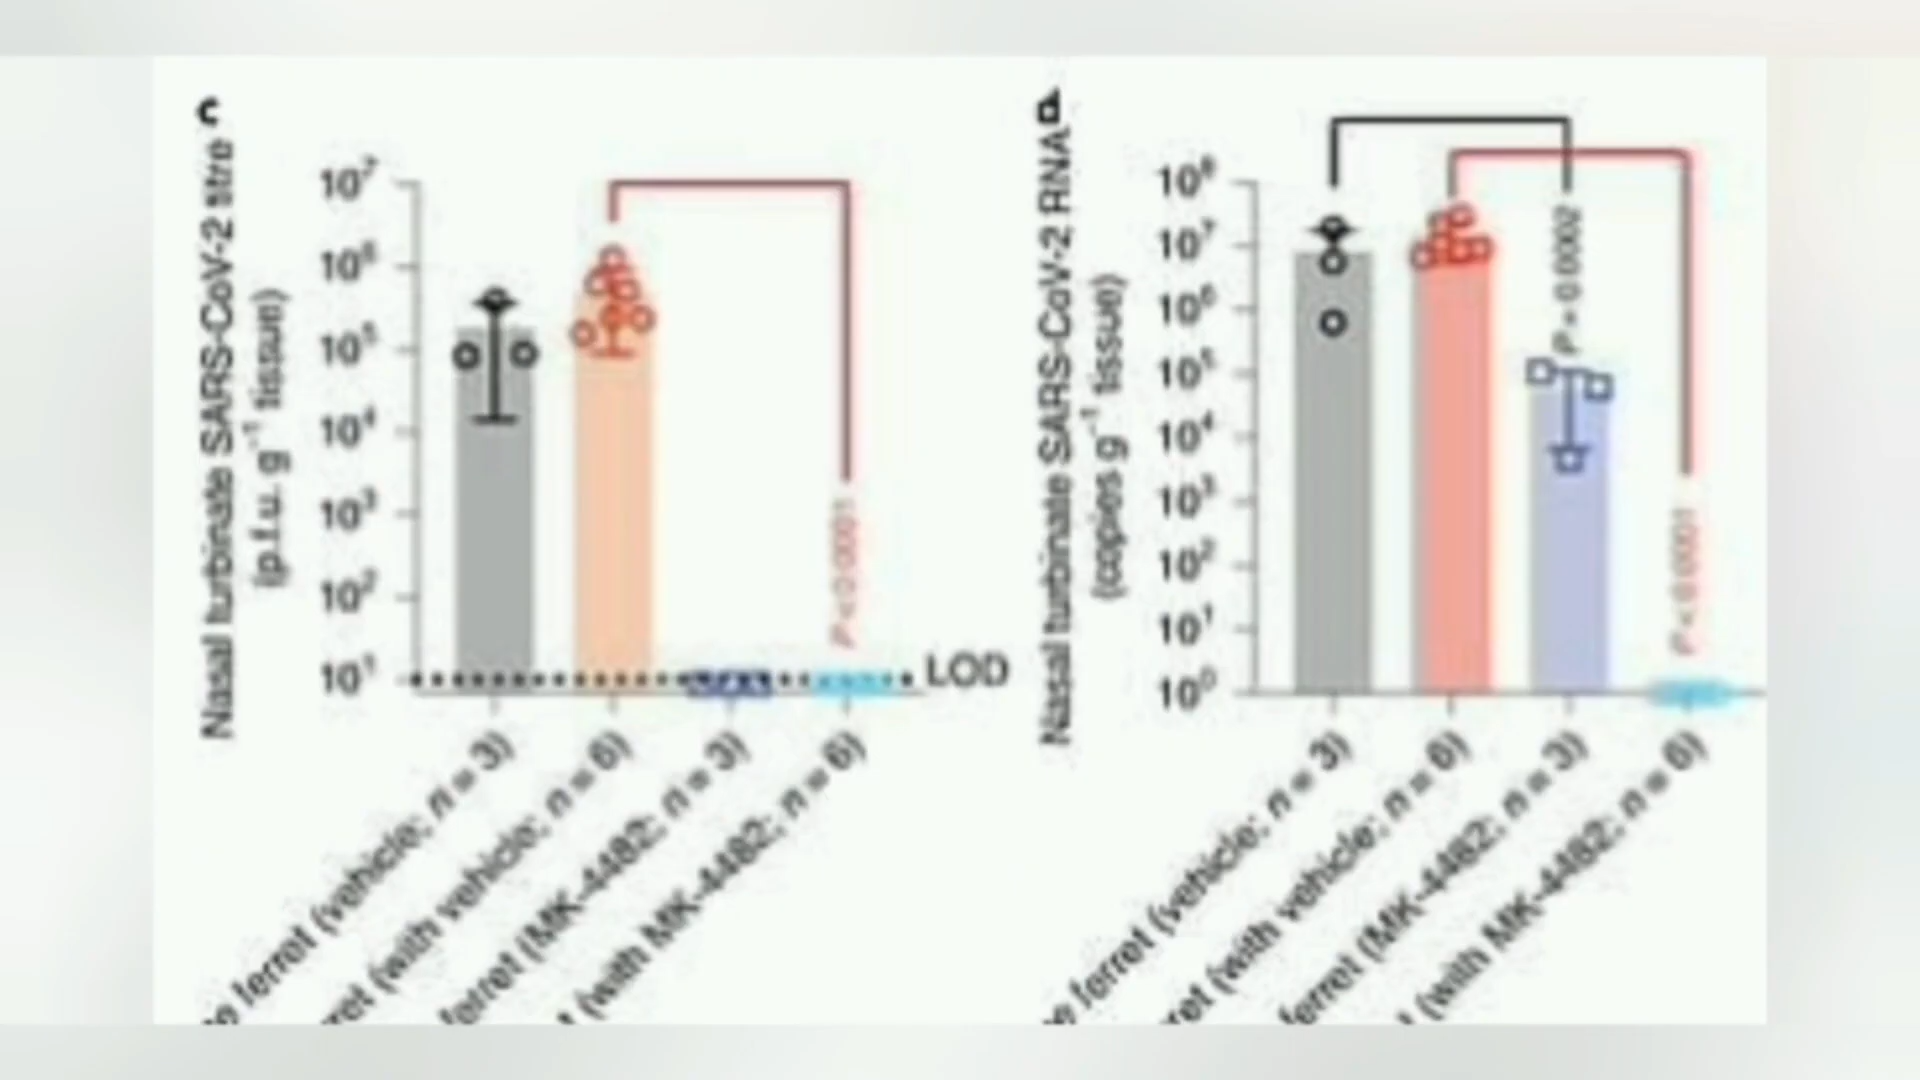 c
Nasal turbinate SARS-CoV-2 titre
(p.f.u. g⁻¹ tissue)
10⁷
10⁶
10⁵
10⁴
10³
10²
10¹
P < 0.0001
LOD
ferret (vehicle; n = 3)
(with vehicle; n = 6)
ferret (MK-4482; n = 3)
(with MK-4482; n = 6)
d
Nasal turbinate SARS-CoV-2 RNA
(copies g⁻¹ tissue)
10⁸
10⁷
10⁶
10⁵
10⁴
10³
10²
10¹
10⁰
P = 0.0002
P < 0.0001
ferret (vehicle; n = 3)
(with vehicle; n = 6)
ferret (MK-4482; n = 3)
(with MK-4482; n = 6)